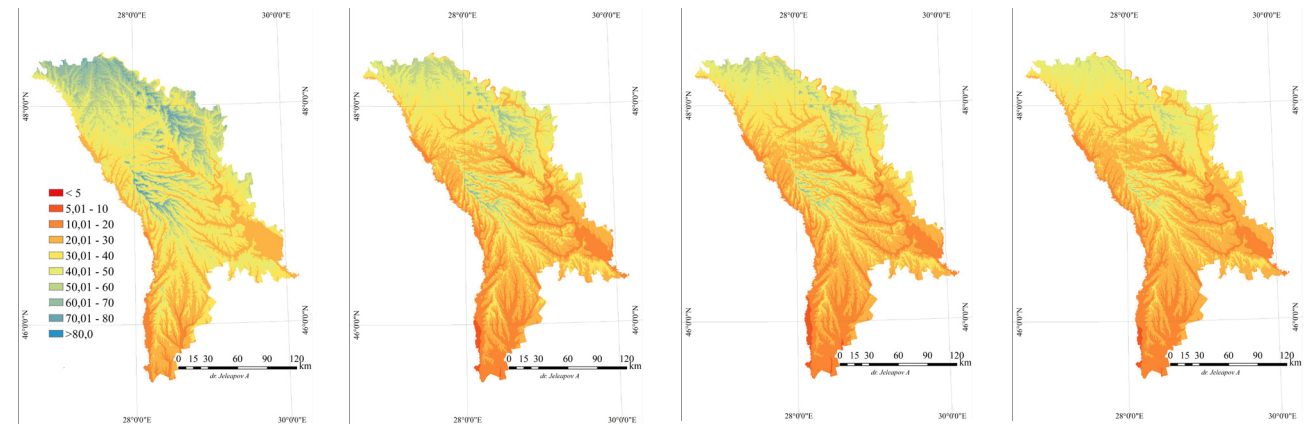 28°0'0"E 30°0'0"E
48°0'0"N 48°0'0"N
< 5
5,01 - 10
10,01 - 20
20,01 - 30
30,01 - 40
40,01 - 50
50,01 - 60
60,01 - 70
70,01 - 80
>80,0
46°0'0"N 46°0'0"N
0 15 30 60 90 120
km
dr. Jeleapov A
28°0'0"E 30°0'0"E
28°0'0"E 30°0'0"E
48°0'0"N 48°0'0"N
46°0'0"N 46°0'0"N
0 15 30 60 90 120
km
dr. Jeleapov A
28°0'0"E 30°0'0"E
28°0'0"E 30°0'0"E
48°0'0"N 48°0'0"N
46°0'0"N 46°0'0"N
0 15 30 60 90 120
km
dr. Jeleapov A
28°0'0"E 30°0'0"E
28°0'0"E 30°0'0"E
48°0'0"N 48°0'0"N
46°0'0"N 46°0'0"N
0 15 30 60 90 120
km
dr. Jeleapov A
28°0'0"E 30°0'0"E